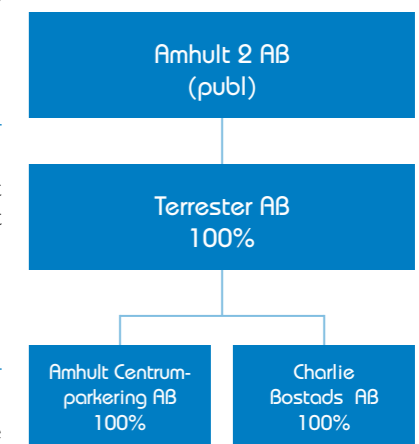 Amhult 2 AB
(publ)
Terrester AB
100%
Amhult Centrum-
parkering AB
100%
Charlie
Bostads AB
100%